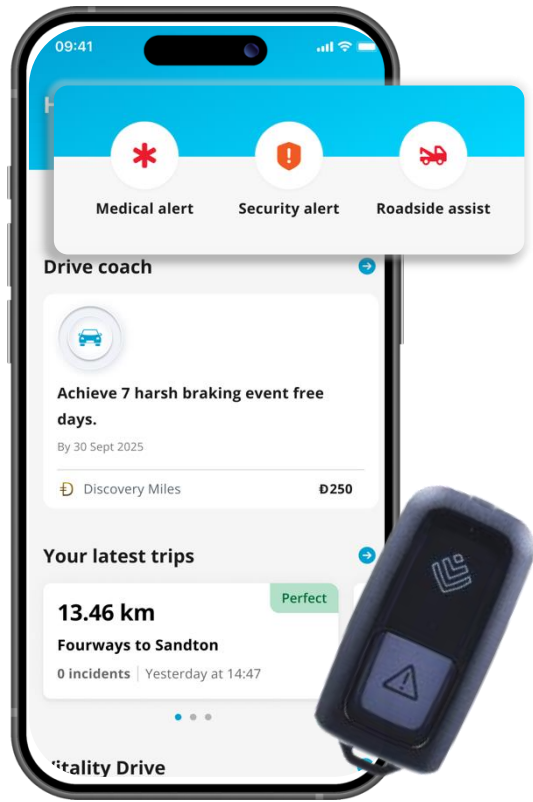 09:41
Medical alert Security alert Roadside assist
Drive coach
Achieve 7 harsh braking event free
days.
By 30 Sept 2025
Discovery Miles Đ250
Your latest trips
Perfect
13.46 km
Fourways to Sandton
0 incidents | Yesterday at 14:47
Vitality Drive